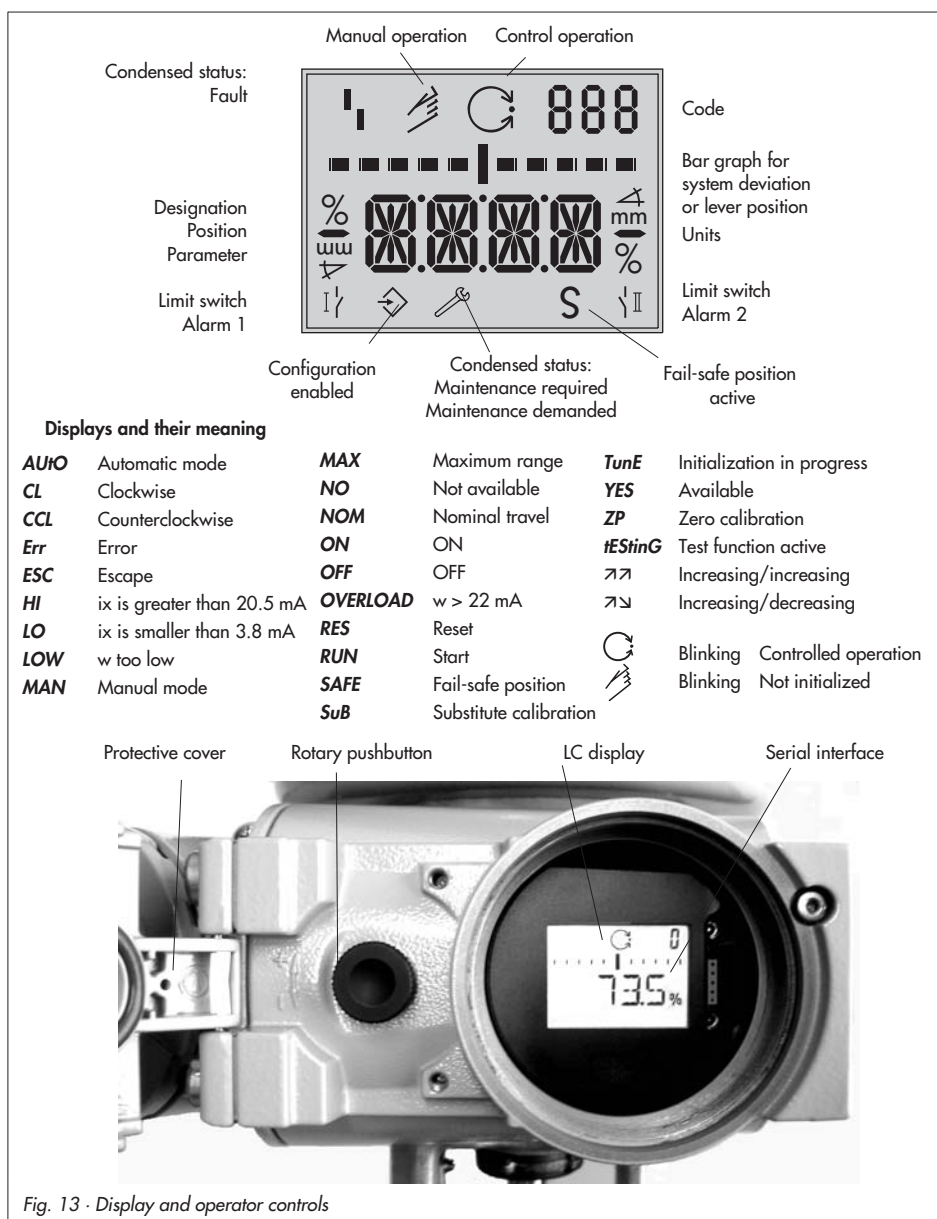 Manual operation Control operation
Condensed status:
Fault
888
Code
Bar graph for
system deviation
or lever position
Designation
Position
Parameter
%
mm
mm
%
Units
Limit switch
Alarm 1
I
S
II
Limit switch
Alarm 2
Configuration
enabled
Condensed status:
Maintenance required
Maintenance demanded
Fail-safe position
active
Displays and their meaning
AUtO Automatic mode
CL Clockwise
CCL Counterclockwise
Err Error
ESC Escape
HI ix is greater than 20.5 mA
LO ix is smaller than 3.8 mA
LOW w too low
MAN Manual mode
MAX Maximum range
NO Not available
NOM Nominal travel
ON ON
OFF OFF
OVERLOAD w > 22 mA
RES Reset
RUN Start
SAFE Fail-safe position
SuB Substitute calibration
TunE Initialization in progress
YES Available
ZP Zero calibration
tEStinG Test function active
↗↗ Increasing/increasing
↗↘ Increasing/decreasing
Blinking Controlled operation
Blinking Not initialized
Protective cover Rotary pushbutton LC display Serial interface
0
73.5 %
Fig. 13 · Display and operator controls